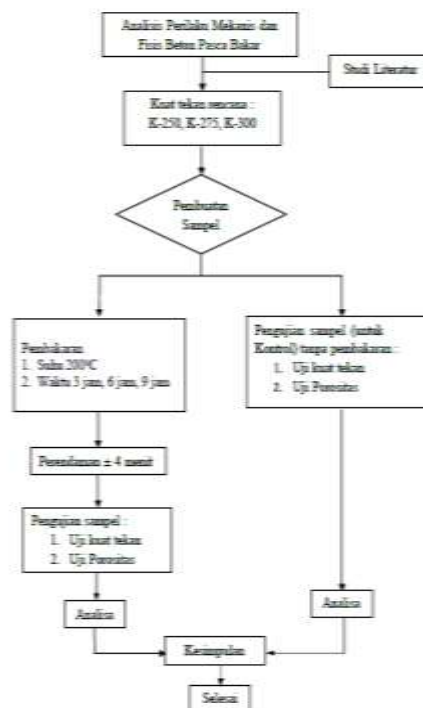 Analisis Perilaku Mekanis dan
Fisis Beton Pasca Bakar
Studi Literatur
Kuat tekan rencana :
K-250, K-275, K-300
Pembuatan
Sampel
Pembakaran
1. Suhu 200°C
2. Waktu 3 jam, 6 jam, 9 jam
Pengujian sampel (untuk
Kontrol) tanpa pembakaran :
1. Uji kuat tekan
2. Uji Porositas
Perendaman ± 4 menit
Pengujian sampel :
1. Uji kuat tekan
2. Uji Porositas
Analisa
Analisa
Kesimpulan
Selesai